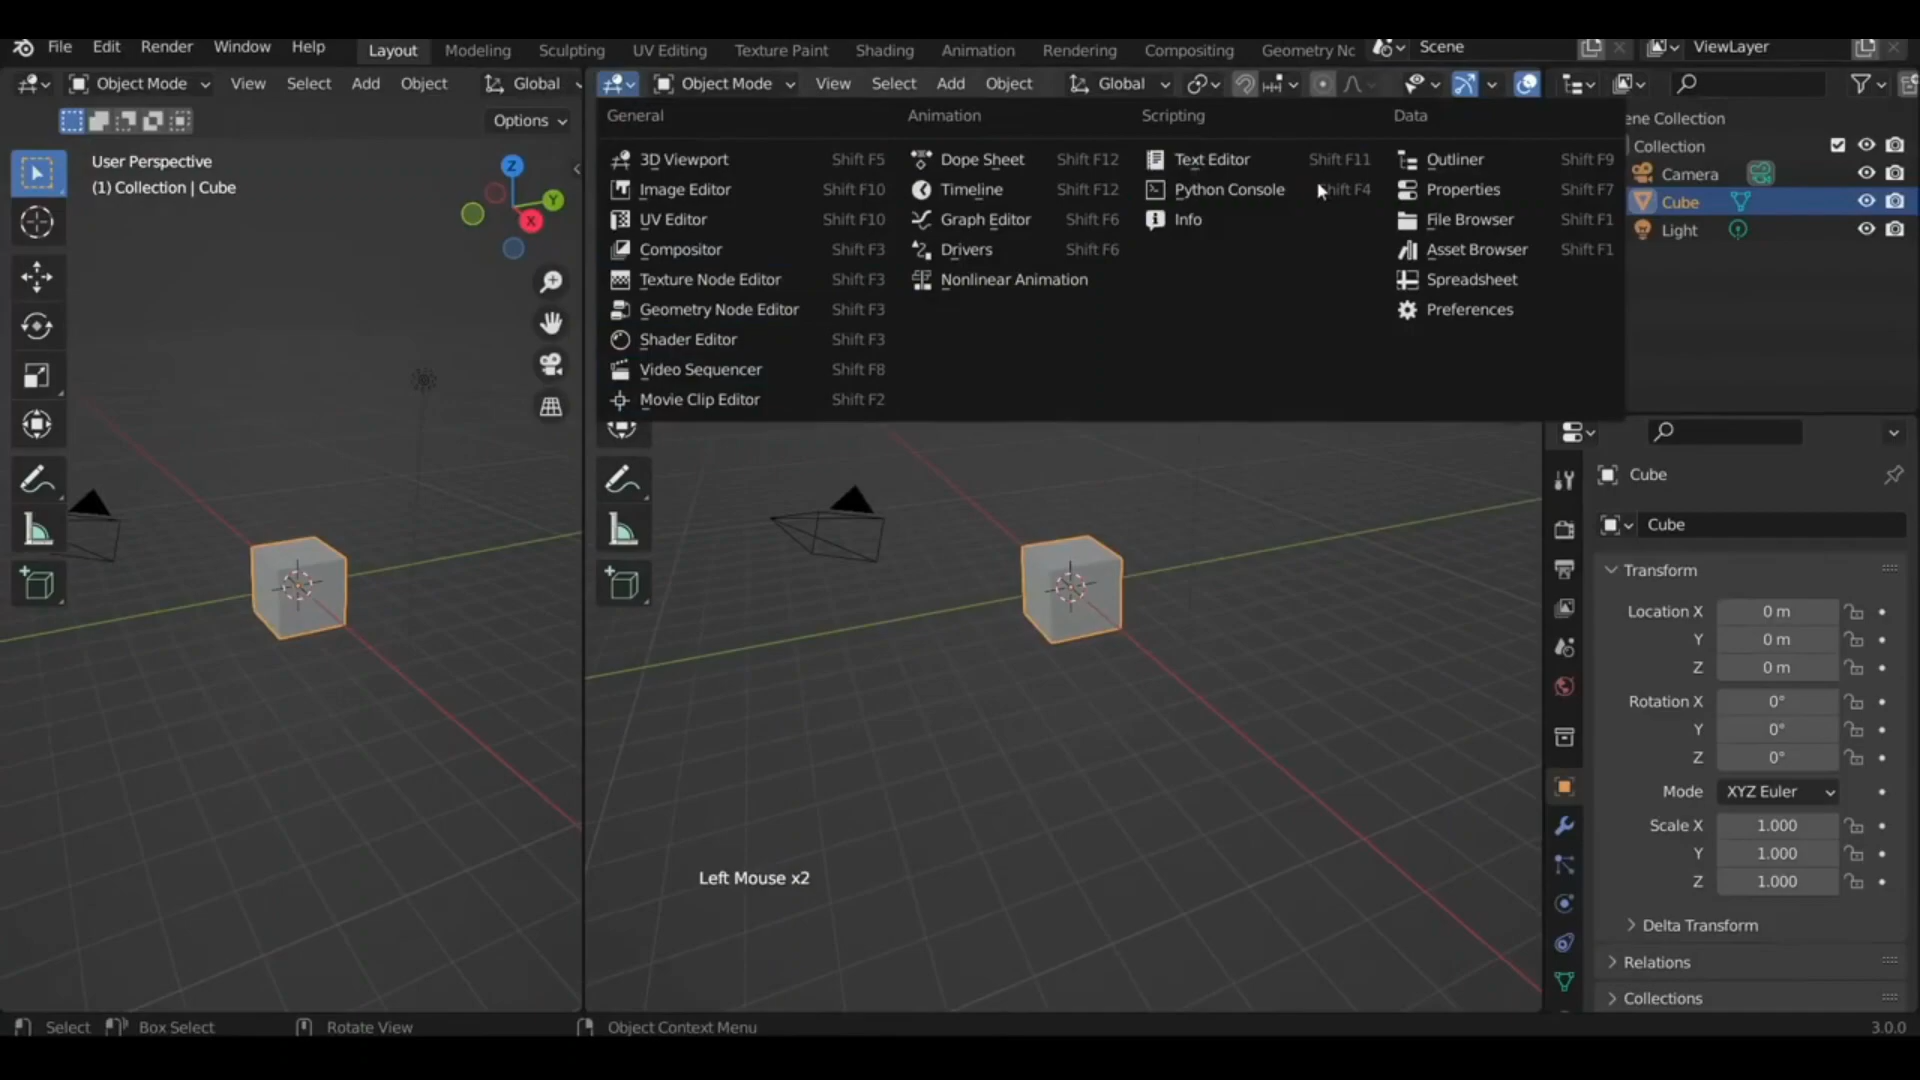 File Edit Render Window Help Layout Modeling Sculpting UV Editing Texture Paint Shading Animation Rendering Compositing Geometry Nc Scene ViewLayer
Object Mode View Select Add Object Global Object Mode View Select Add Object Global
Options
User Perspective
(1) Collection | Cube
Z
Y
X
General
3D Viewport Shift F5
Image Editor Shift F10
UV Editor Shift F10
Compositor Shift F3
Texture Node Editor Shift F3
Geometry Node Editor Shift F3
Shader Editor Shift F3
Video Sequencer Shift F8
Movie Clip Editor Shift F2
Animation
Dope Sheet Shift F12
Timeline Shift F12
Graph Editor Shift F6
Drivers Shift F6
Nonlinear Animation
Scripting
Text Editor Shift F11
Python Console hift F4
Info
Data
Outliner Shift F9
Properties Shift F7
File Browser Shift F1
Asset Browser Shift F1
Spreadsheet
Preferences
ene Collection
Collection
Camera
Cube
Light
Cube
Cube
Transform
Location X 0 m
Y 0 m
Z 0 m
Rotation X 0°
Y 0°
Z 0°
Mode XYZ Euler
Scale X 1.000
Y 1.000
Z 1.000
Delta Transform
Relations
Collections
Left Mouse x2
Select Box Select Rotate View Object Context Menu 3.0.0